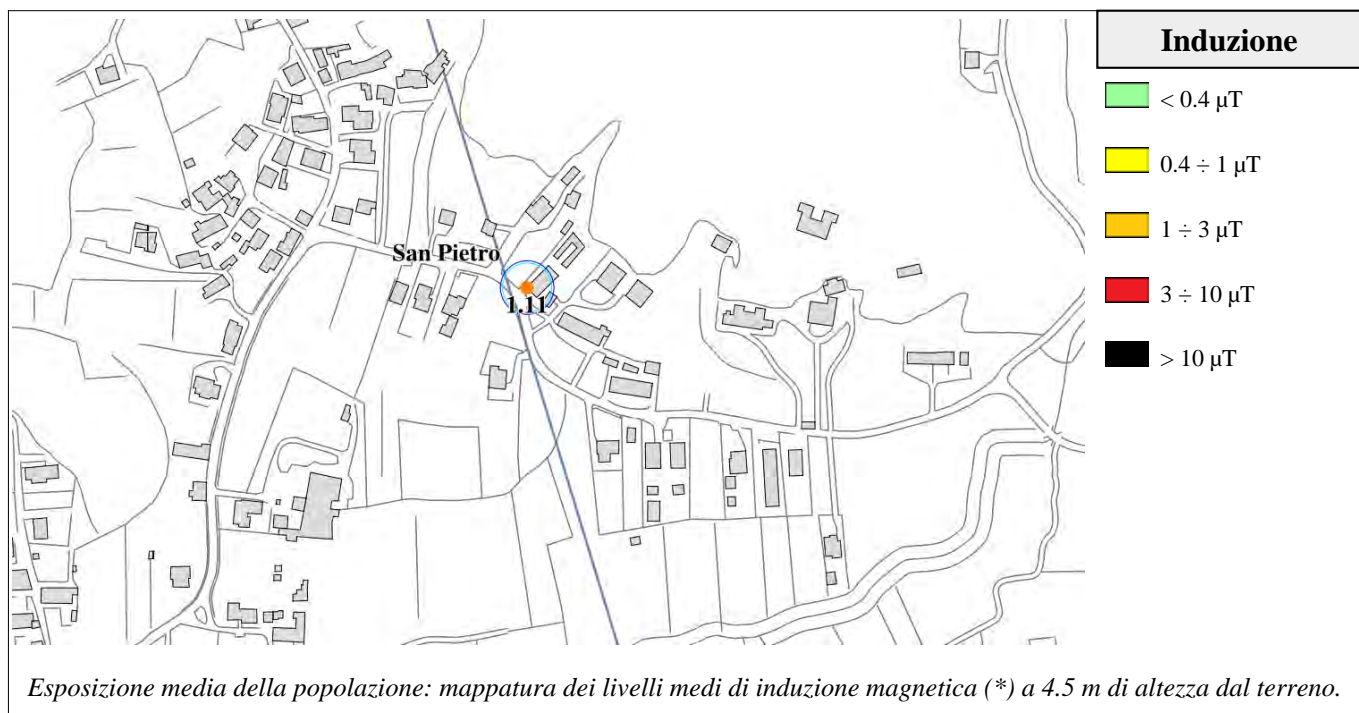 Induzione
< 0.4 µT
0.4 ÷ 1 µT
1 ÷ 3 µT
3 ÷ 10 µT
> 10 µT
San Pietro
1.11
Esposizione media della popolazione: mappatura dei livelli medi di induzione magnetica (*) a 4.5 m di altezza dal terreno.